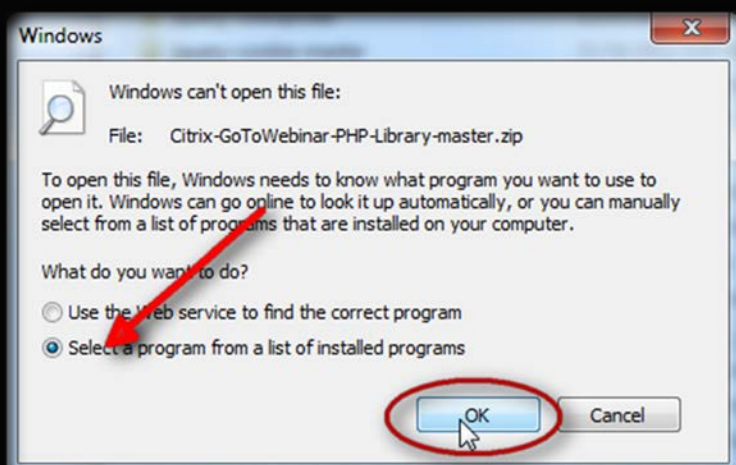 Windows
Windows can't open this file:
File: Citrix-GoToWebinar-PHP-Library-master.zip
To open this file, Windows needs to know what program you want to use to
open it. Windows can go online to look it up automatically, or you can manually
select from a list of programs that are installed on your computer.
What do you want to do?
Use the Web service to find the correct program
Select a program from a list of installed programs
OK Cancel